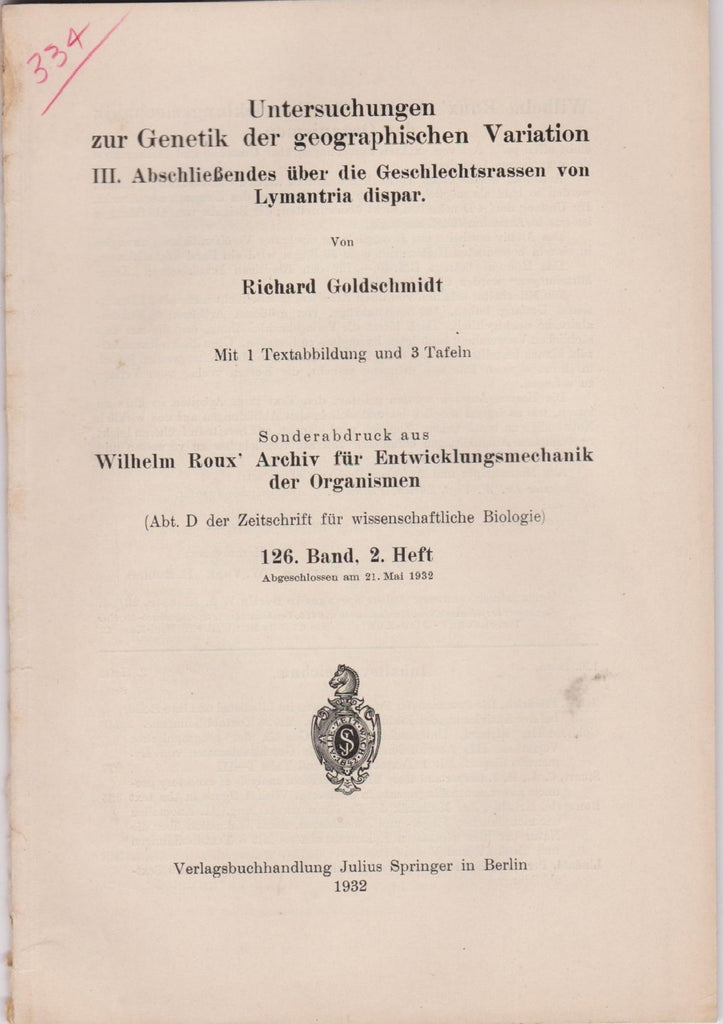 334
Untersuchungen
zur Genetik der geographischen Variation
III. Abschließendes über die Geschlechtsrassen von
Lymantria dispar.
Von
Richard Goldschmidt
Mit 1 Textabbildung und 3 Tafeln
Sonderabdruck aus
Wilhelm Roux' Archiv für Entwicklungsmechanik
der Organismen
(Abt. D der Zeitschrift für wissenschaftliche Biologie)
126. Band, 2. Heft
Abgeschlossen am 21. Mai 1932
Verlagsbuchhandlung Julius Springer in Berlin
1932